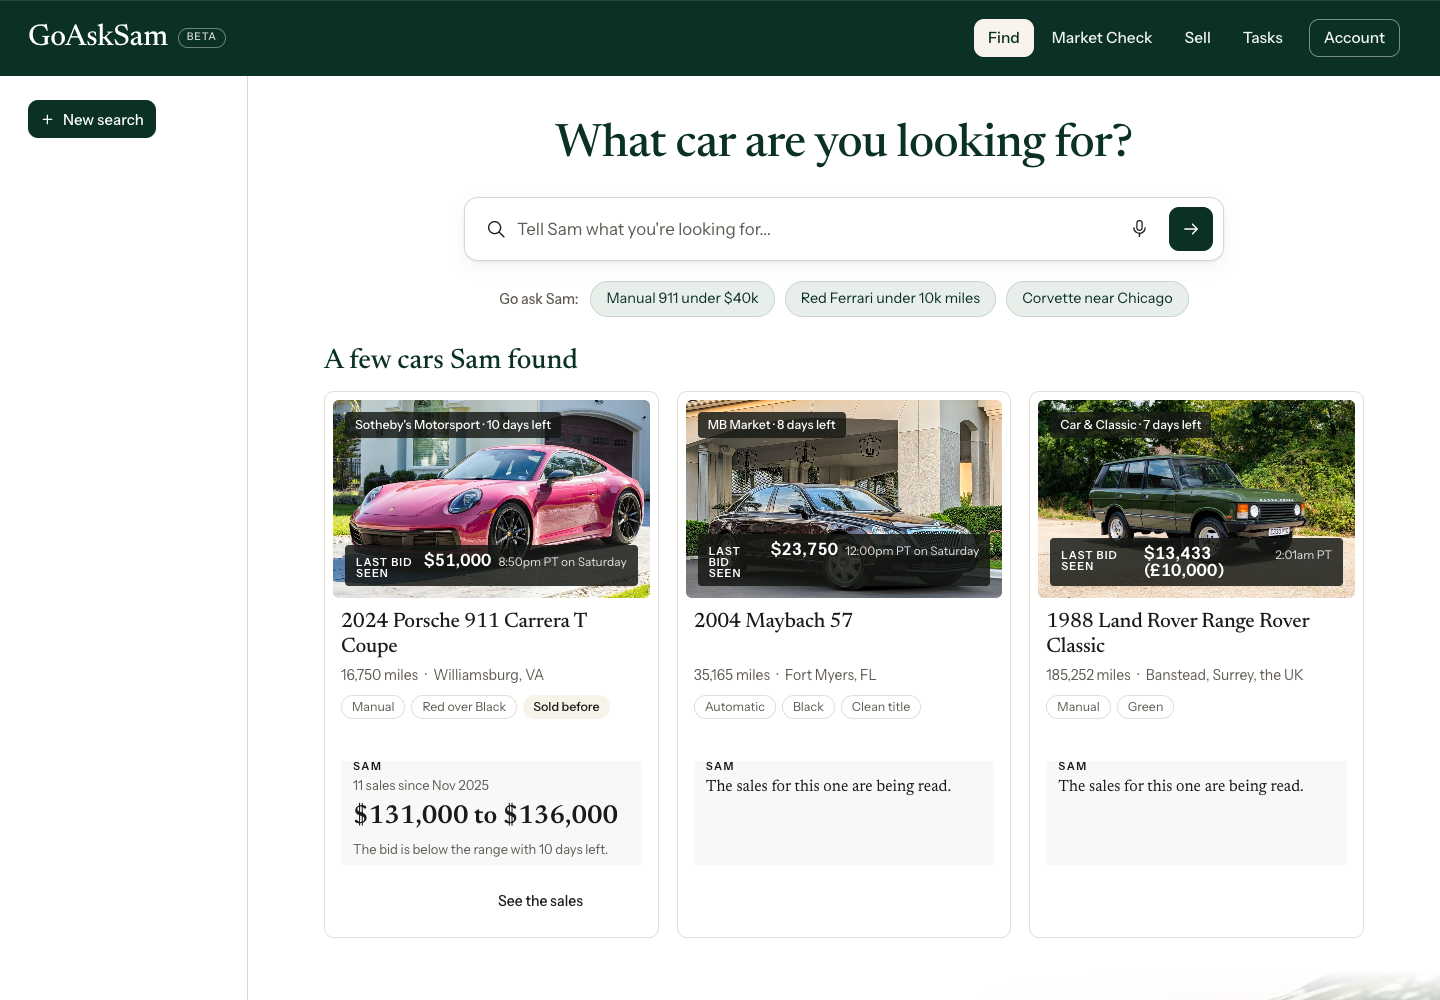 GoAskSam BETA
Find
Market Check
Sell
Tasks
Account
+ New search
What car are you looking for?
Tell Sam what you're looking for...
Go ask Sam:
Manual 911 under $40k
Red Ferrari under 10k miles
Corvette near Chicago
A few cars Sam found
Sotheby's Motorsport · 10 days left
LAST BID
SEEN
$51,000
8:50pm PT on Saturday
2024 Porsche 911 Carrera T
Coupe
16,750 miles · Williamsburg, VA
Manual
Red over Black
Sold before
SAM
11 sales since Nov 2025
$131,000 to $136,000
The bid is below the range with 10 days left.
See the sales
MB Market · 8 days left
LAST
BID
SEEN
$23,750
12:00pm PT on Saturday
2004 Maybach 57
35,165 miles · Fort Myers, FL
Automatic
Black
Clean title
SAM
The sales for this one are being read.
Car & Classic · 7 days left
LAST BID
SEEN
$13,433
(£10,000)
2:01am PT
1988 Land Rover Range Rover
Classic
185,252 miles · Banstead, Surrey, the UK
Manual
Green
SAM
The sales for this one are being read.